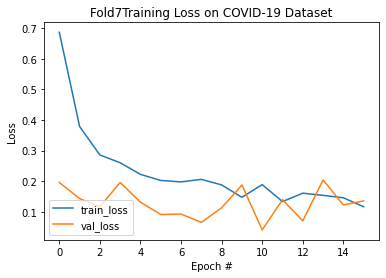 Fold7Training Loss on COVID-19 Dataset
0.7
0.6
0.5
0.4
0.3
0.2
0.1
Loss
train_loss
val_loss
0 2 4 6 8 10 12 14
Epoch #